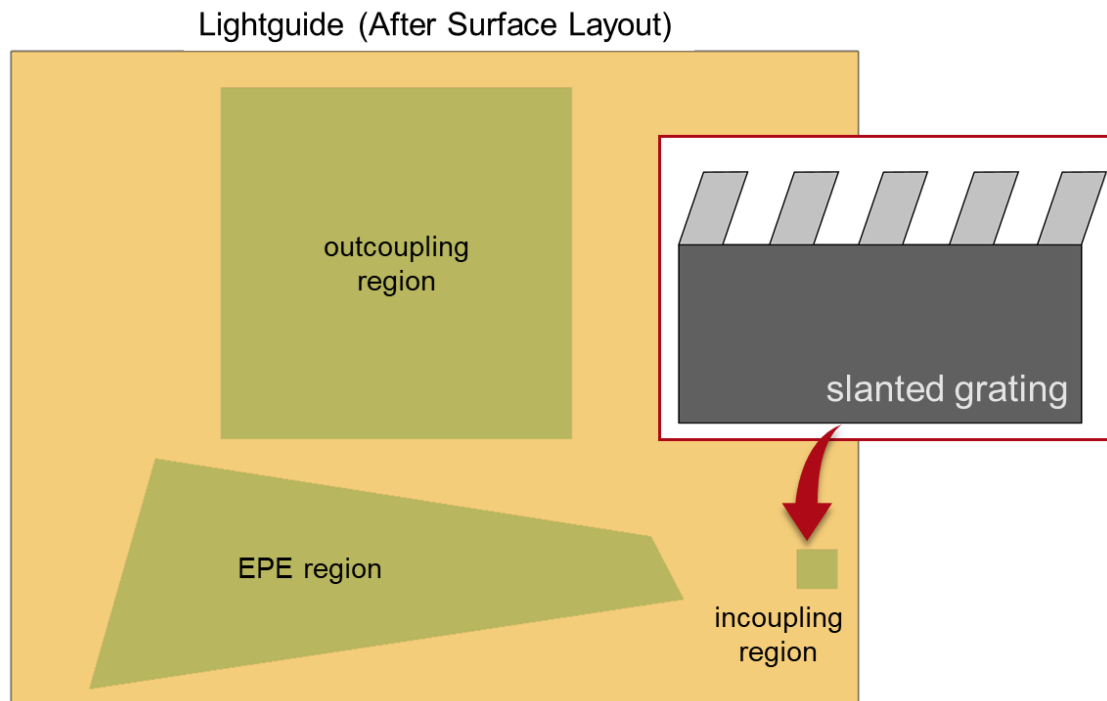 Lightguide (After Surface Layout)
outcoupling
region
slanted grating
EPE region
incoupling
region